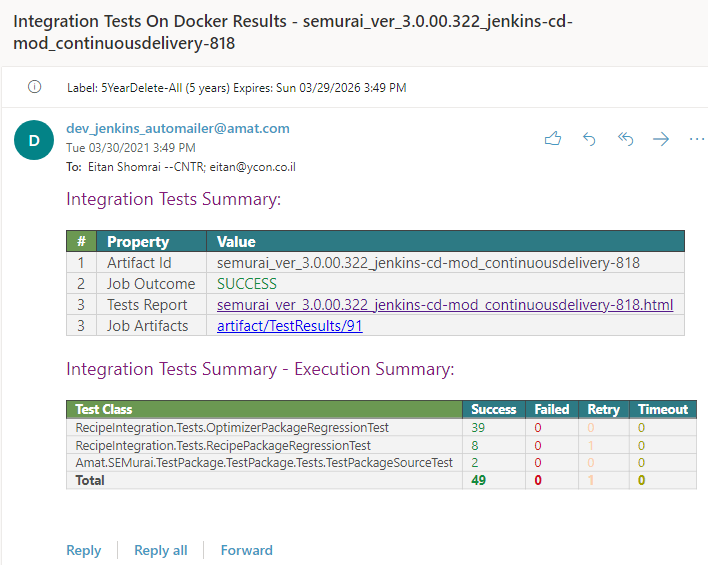 Integration Tests On Docker Results - semurai_ver_3.0.00.322_jenkins-cd-
mod_continuousdelivery-818
Label: 5YearDelete-All (5 years) Expires: Sun 03/29/2026 3:49 PM
D
dev_jenkins_automailer@amat.com
Tue 03/30/2021 3:49 PM
To: Eitan Shomrai --CNTR; eitan@ycon.co.il
Integration Tests Summary:
# Property Value
1 Artifact Id semurai_ver_3.0.00.322_jenkins-cd-mod_continuousdelivery-818
2 Job Outcome SUCCESS
3 Tests Report semurai_ver_3.0.00.322_jenkins-cd-mod_continuousdelivery-818.html
3 Job Artifacts artifact/TestResults/91
Integration Tests Summary - Execution Summary:
Test Class Success Failed Retry Timeout
RecipeIntegration.Tests.OptimizerPackageRegressionTest 39 0 0 0
RecipeIntegration.Tests.RecipePackageRegressionTest 8 0 1 0
Amat.SEMurai.TestPackage.TestPackage.Tests.TestPackageSourceTest 2 0 0 0
Total 49 0 1 0
Reply Reply all Forward